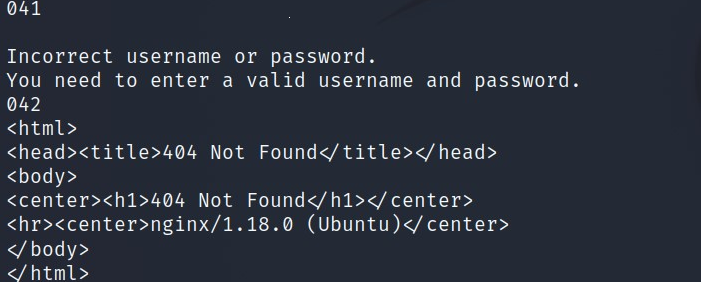 041
Incorrect username or password.
You need to enter a valid username and password.
042
<html>
<head><title>404 Not Found</title></head>
<body>
<center><h1>404 Not Found</h1></center>
<hr><center>nginx/1.18.0 (Ubuntu)</center>
</body>
</html>